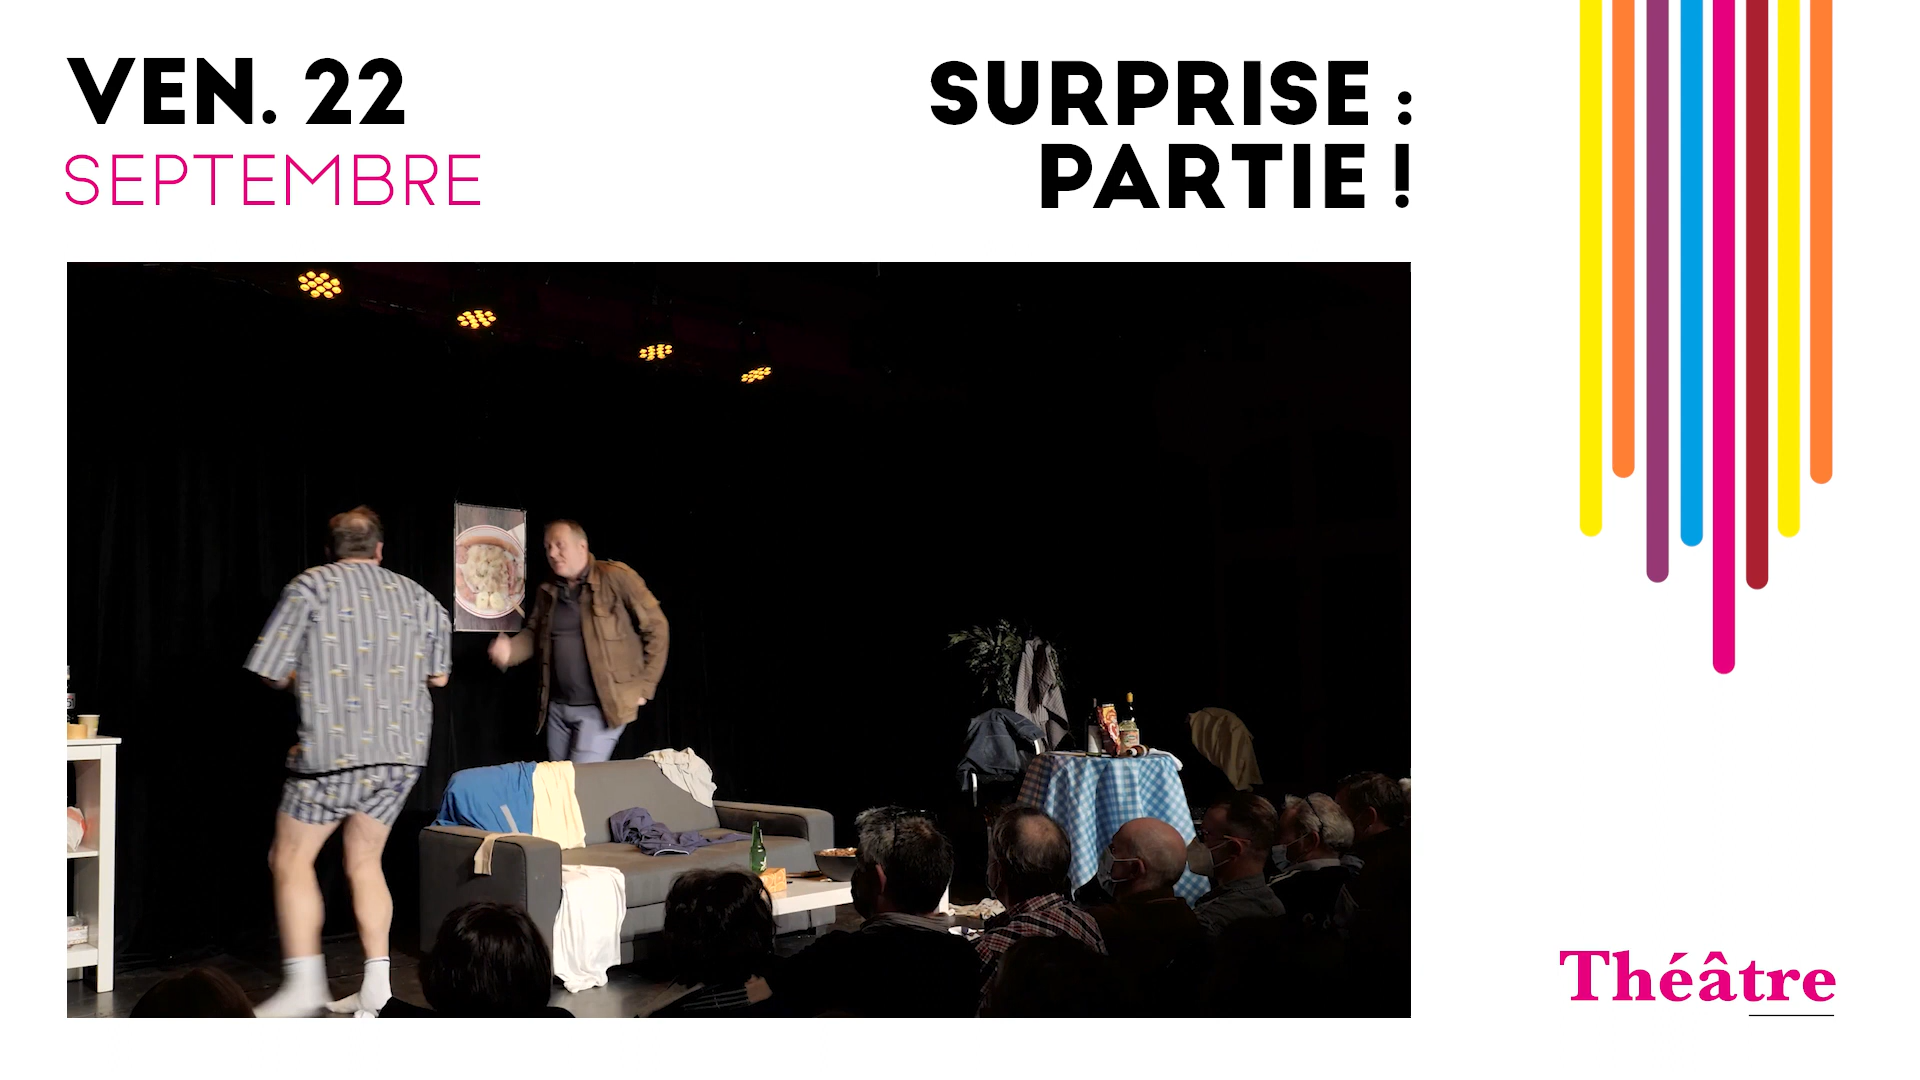 VEN. 22
SEPTEMBRE
SURPRISE :
PARTIE !
Théâtre